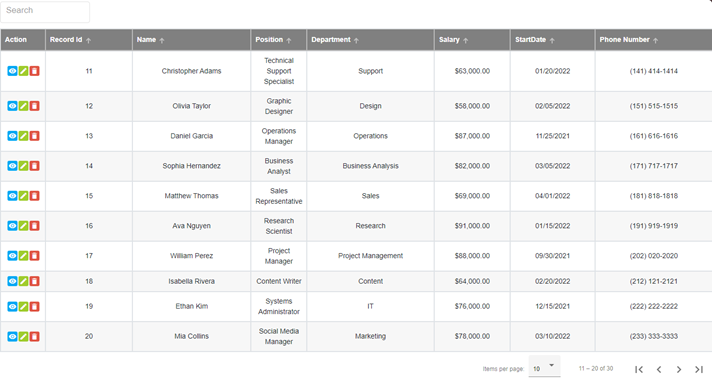 Search
Action Record Id Name Position Department Salary StartDate Phone Number
11 Christopher Adams Technical Support Specialist Support $63,000.00 01/20/2022 (141) 414-1414
12 Olivia Taylor Graphic Designer Design $58,000.00 02/05/2022 (151) 515-1515
13 Daniel Garcia Operations Manager Operations $87,000.00 11/25/2021 (161) 616-1616
14 Sophia Hernandez Business Analyst Business Analysis $82,000.00 03/05/2022 (171) 717-1717
15 Matthew Thomas Sales Representative Sales $69,000.00 04/01/2022 (181) 818-1818
16 Ava Nguyen Research Scientist Research $91,000.00 01/15/2022 (191) 919-1919
17 William Perez Project Manager Project Management $88,000.00 09/30/2021 (202) 020-2020
18 Isabella Rivera Content Writer Content $64,000.00 02/20/2022 (212) 121-2121
19 Ethan Kim Systems Administrator IT $76,000.00 12/15/2021 (222) 222-2222
20 Mia Collins Social Media Manager Marketing $78,000.00 03/10/2022 (233) 333-3333
Items per page: 10 11 – 20 of 30